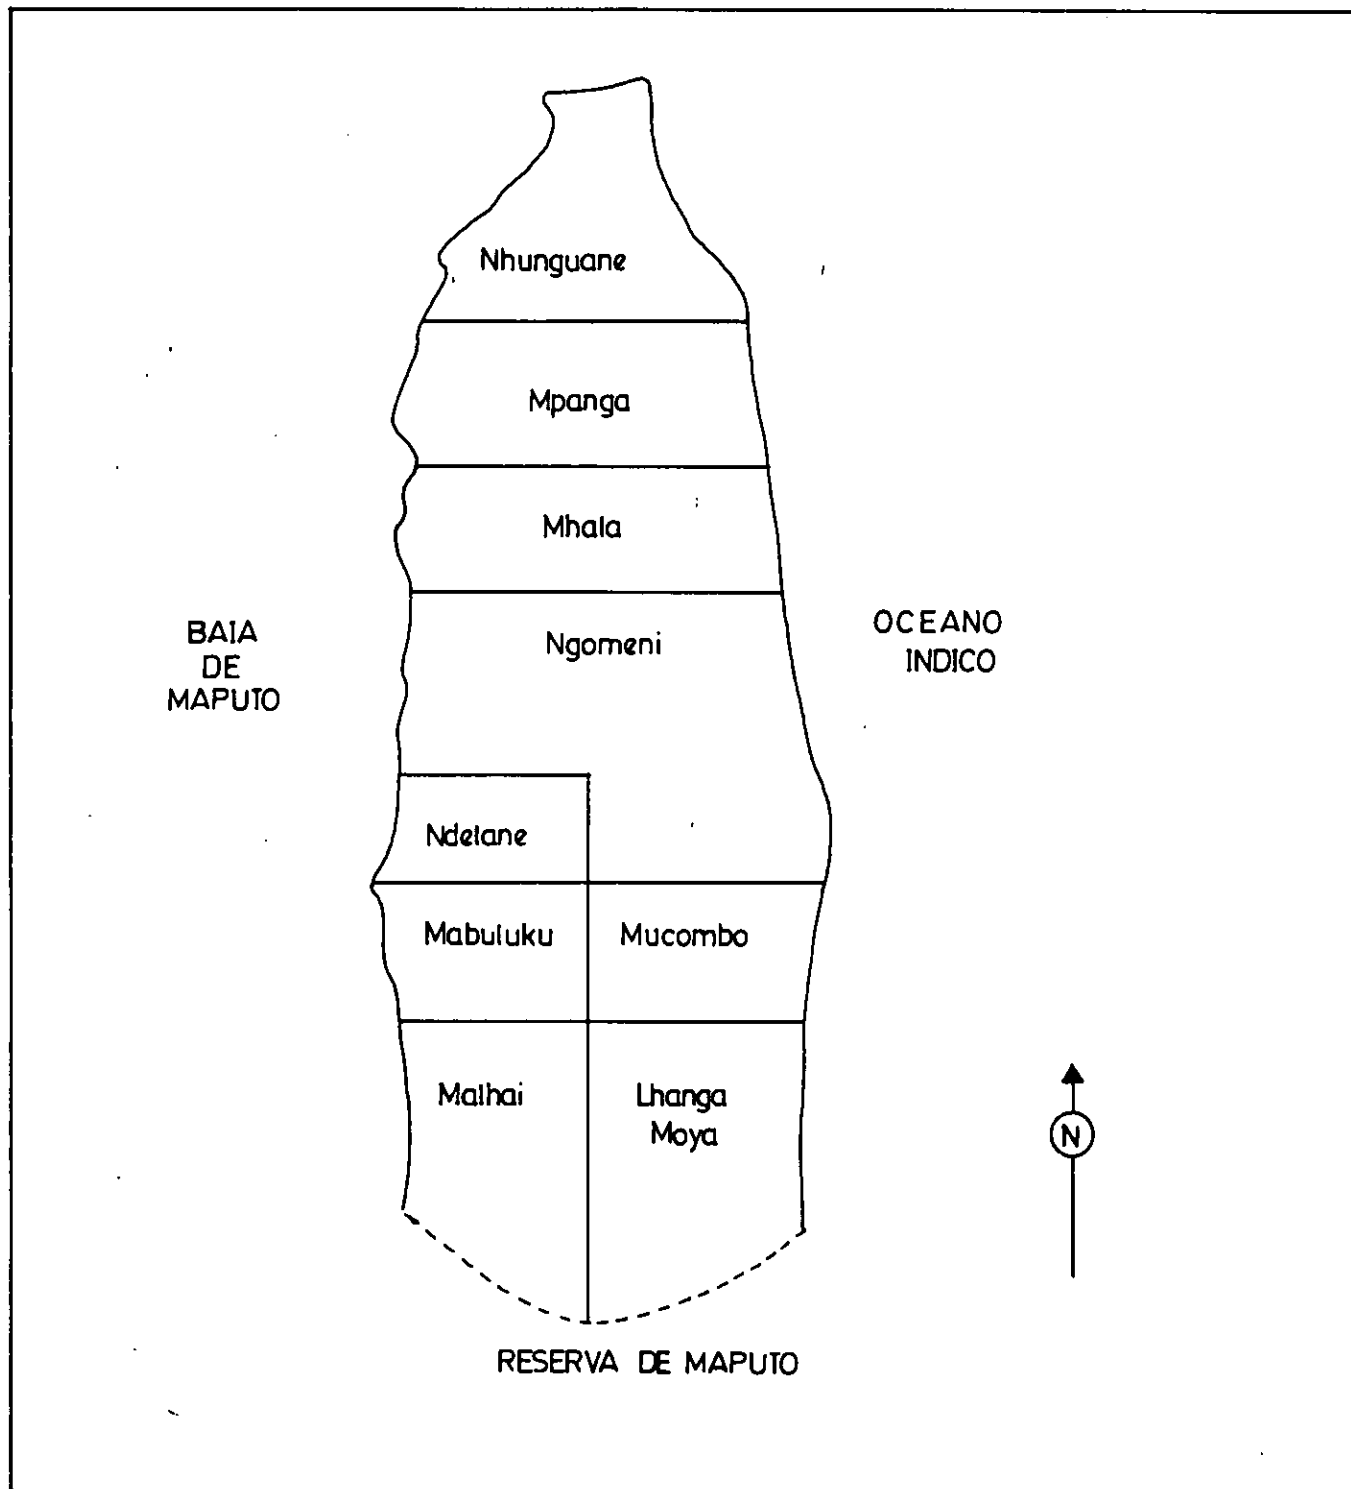 Nhunguane
Mpanga
Mhala
Ngomeni
BAIA
DE
MAPUTO
OCEANO
INDICO
Ndelane
Mabuluku
Mucombo
Malhai
Lhanga
Moya
N
RESERVA DE MAPUTO